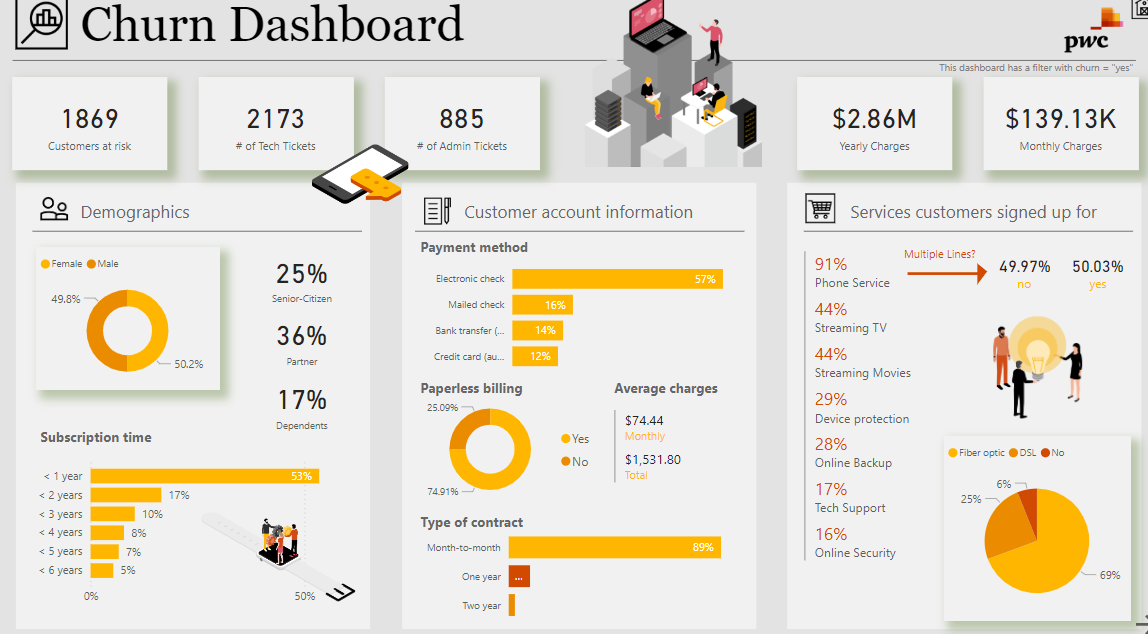 Churn Dashboard
pwc
This dashboard has a filter with churn = "yes"
1869
Customers at risk
2173
# of Tech Tickets
885
# of Admin Tickets
$2.86M
Yearly Charges
$139.13K
Monthly Charges
Demographics
Female Male
49.8%
50.2%
25%
Senior-Citizen
36%
Partner
17%
Dependents
Subscription time
< 1 year 53%
< 2 years 17%
< 3 years 10%
< 4 years 8%
< 5 years 7%
< 6 years 5%
0% 50%
Customer account information
Payment method
Electronic check 57%
Mailed check 16%
Bank transfer (... 14%
Credit card (au... 12%
Paperless billing
25.09%
74.91%
Yes
No
Average charges
$74.44
Monthly
$1,531.80
Total
Type of contract
Month-to-month 89%
One year ...
Two year
Services customers signed up for
91%
Phone Service
Multiple Lines?
49.97% 50.03%
no yes
44%
Streaming TV
44%
Streaming Movies
29%
Device protection
28%
Online Backup
17%
Tech Support
16%
Online Security
Fiber optic DSL No
6%
25%
69%